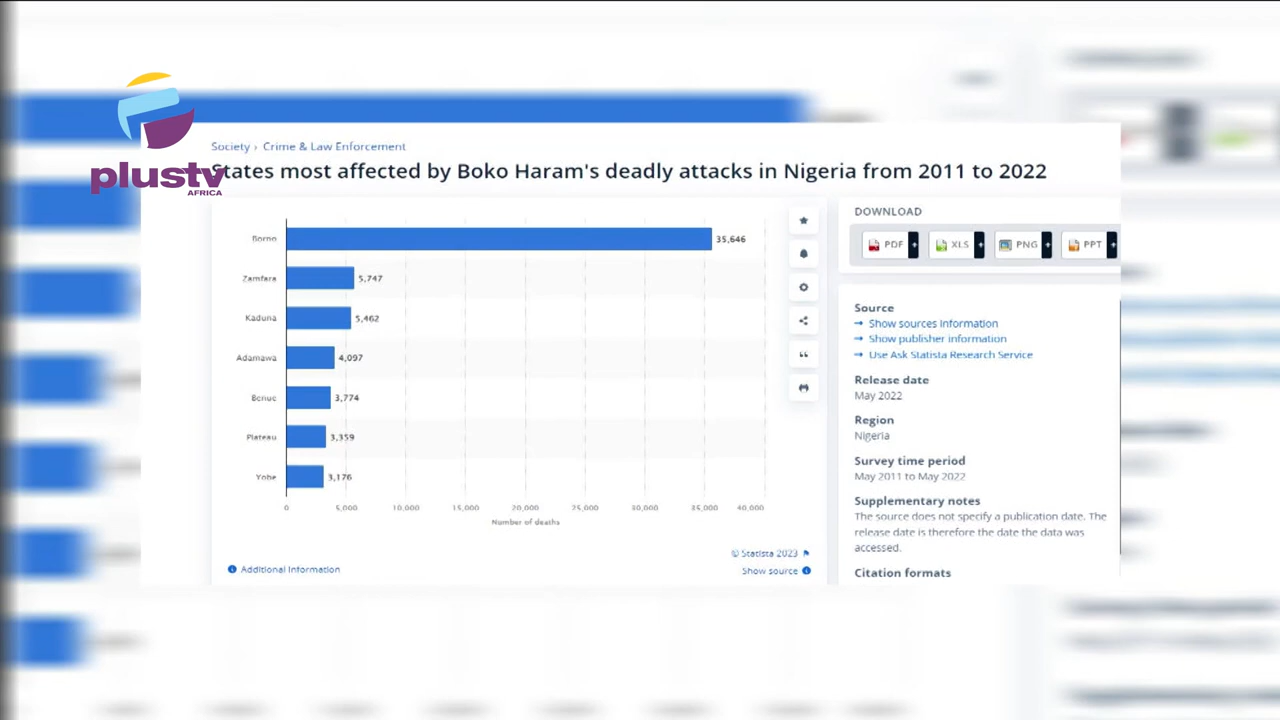 plustv
AFRICA
Society › Crime & Law Enforcement
States most affected by Boko Haram's deadly attacks in Nigeria from 2011 to 2022
Borno 35,646
Zamfara 5,747
Kaduna 5,462
Adamawa 4,097
Benue 3,774
Plateau 3,359
Yobe 3,176
0 5,000 10,000 15,000 20,000 25,000 30,000 35,000 40,000
Number of deaths
© Statista 2023
Additional Information
Show source
DOWNLOAD
PDF + XLS + PNG + PPT +
Source
→ Show sources information
→ Show publisher information
→ Use Ask Statista Research Service
Release date
May 2022
Region
Nigeria
Survey time period
May 2011 to May 2022
Supplementary notes
The source does not specify a publication date. The
release date is therefore the date the data was
accessed.
Citation formats